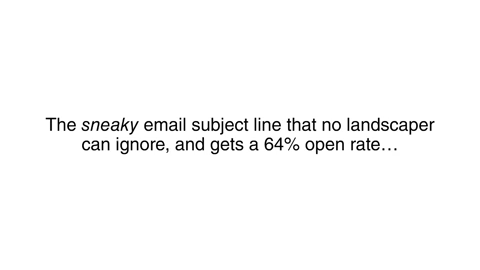 The sneaky email subject line that no landscaper
can ignore, and gets a 64% open rate…